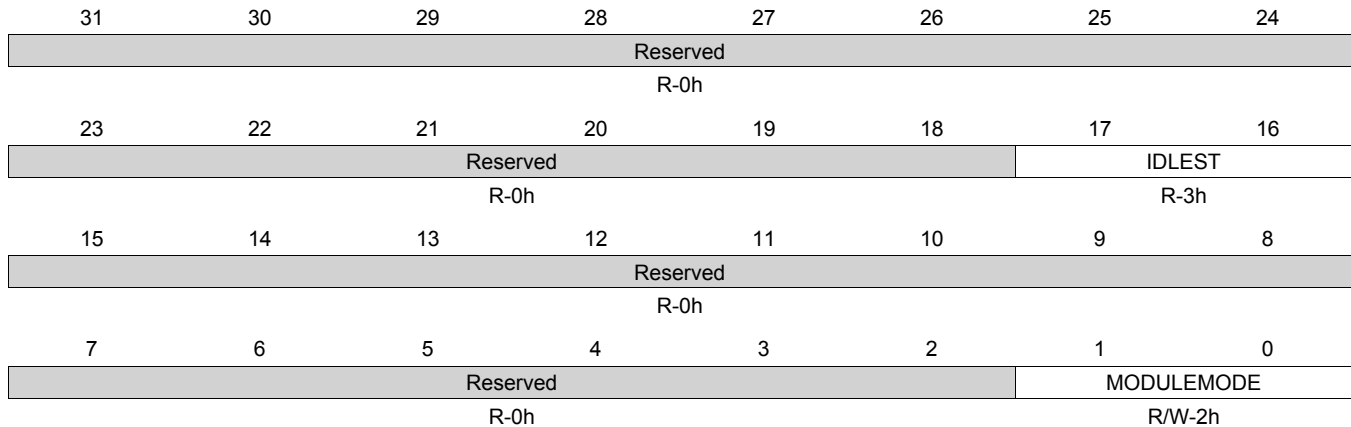 31 30 29 28 27 26 25 24
Reserved
R-0h
23 22 21 20 19 18 17 16
Reserved IDLEST
R-0h R-3h
15 14 13 12 11 10 9 8
Reserved
R-0h
7 6 5 4 3 2 1 0
Reserved MODULEMODE
R-0h R/W-2h